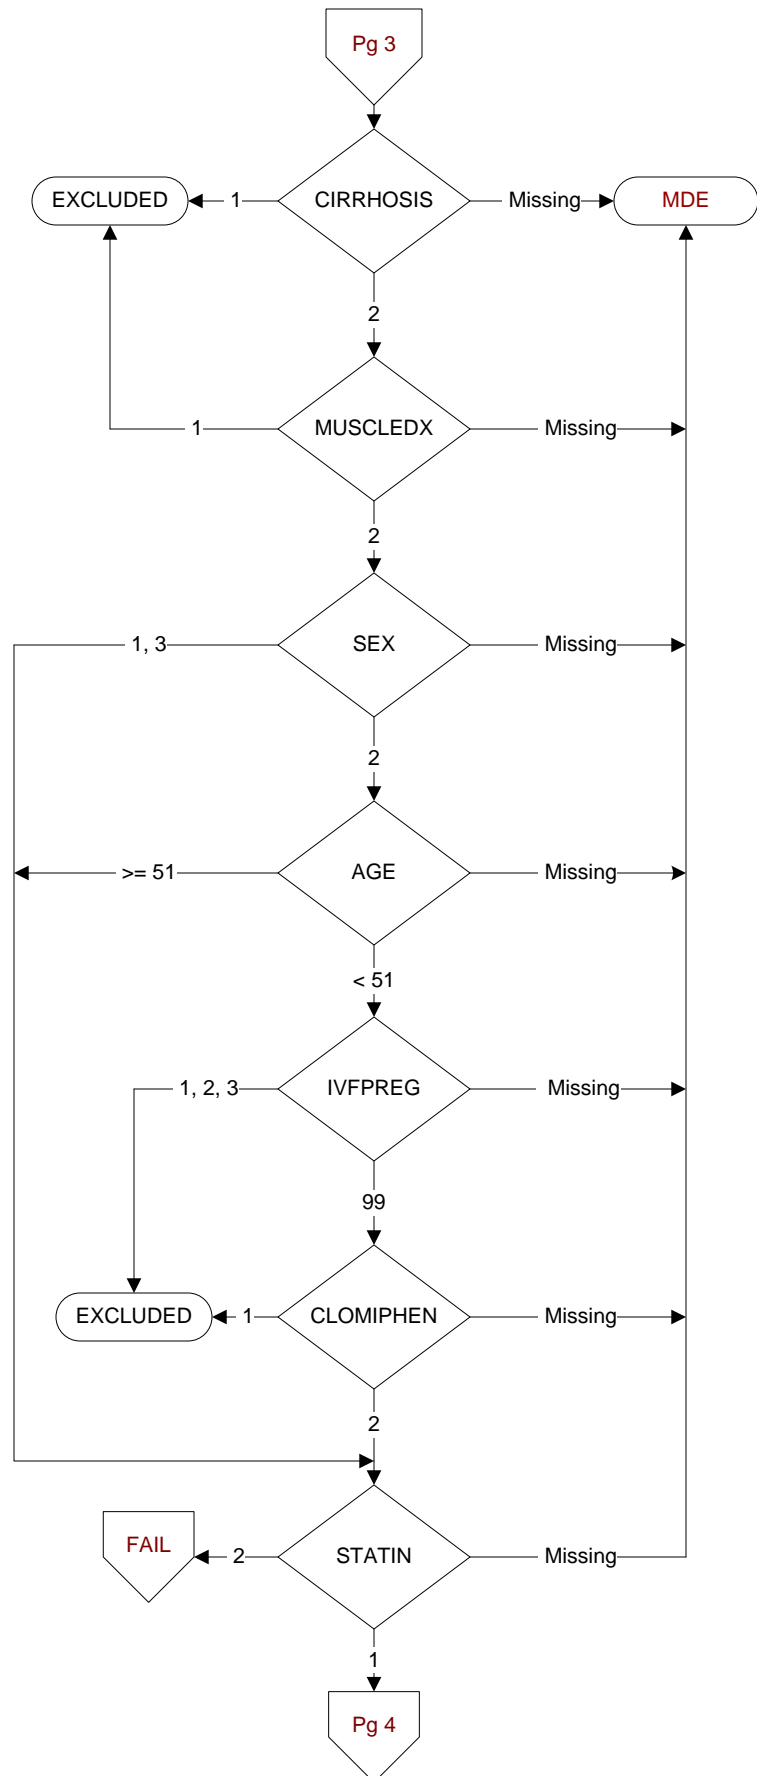 Pg 3
EXCLUDED
1
CIRRHOSIS
Missing
MDE
2
1
MUSCLEDX
Missing
2
1, 3
SEX
Missing
2
>= 51
AGE
Missing
< 51
1, 2, 3
IVFPREG
Missing
99
EXCLUDED
1
CLOMIPHEN
Missing
2
FAIL
2
STATIN
Missing
1
Pg 4